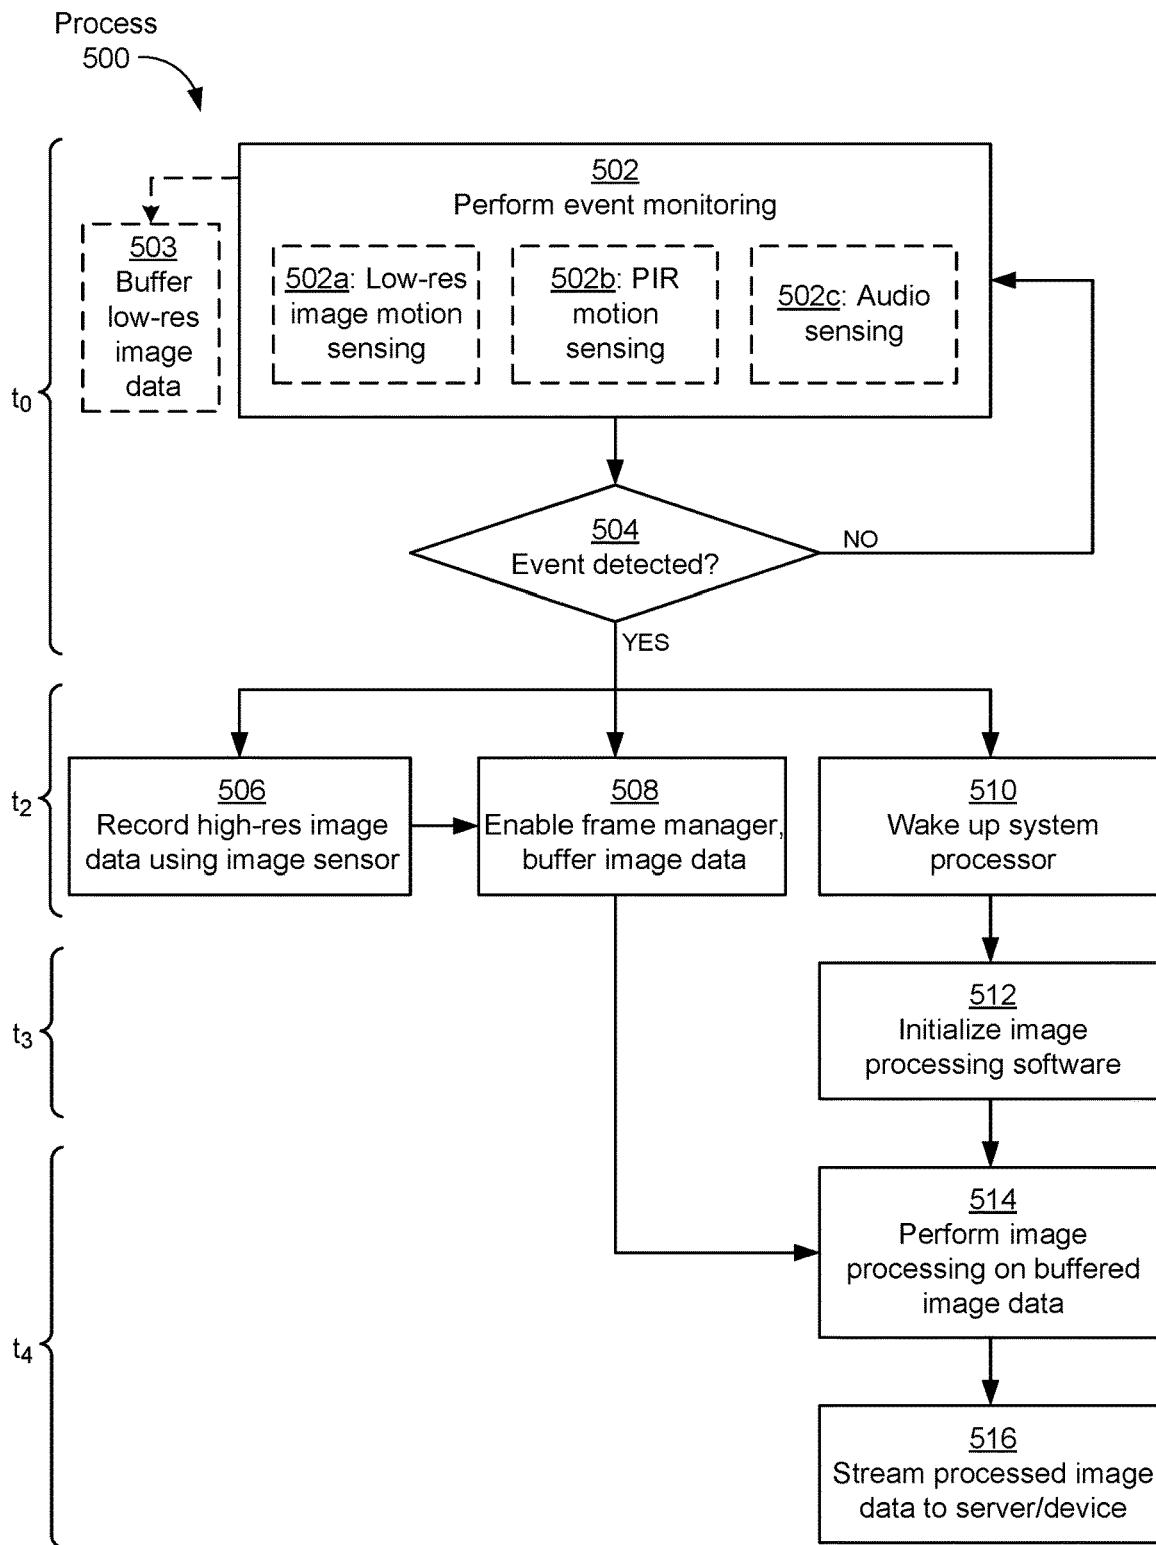 Process
500
502
Perform event monitoring
503
Buffer
low-res
image
data
502a: Low-res
image motion
sensing
502b: PIR
motion
sensing
502c: Audio
sensing
t0
504
Event detected?
NO
YES
t2
506
Record high-res image
data using image sensor
508
Enable frame manager,
buffer image data
510
Wake up system
processor
t3
512
Initialize image
processing software
t4
514
Perform image
processing on buffered
image data
516
Stream processed image
data to server/device